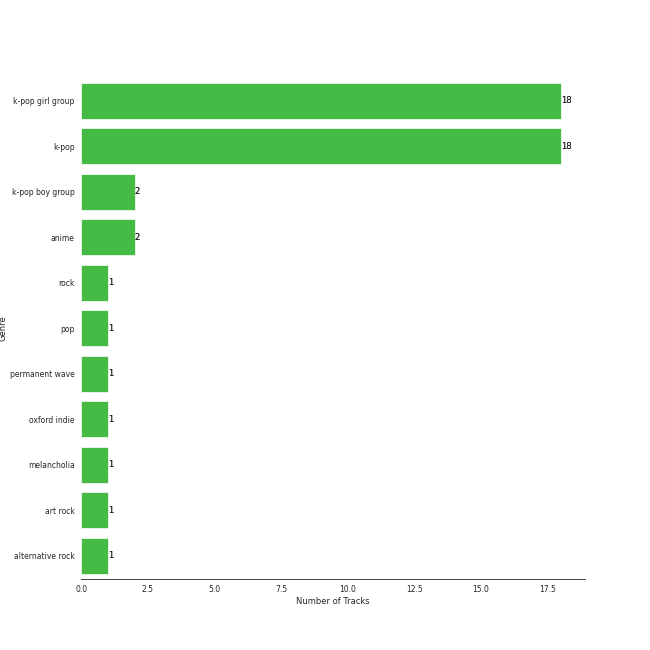 k-pop girl group 18
k-pop 18
k-pop boy group 2
anime 2
rock 1
Genre
pop 1
permanent wave 1
oxford indie 1
melancholia 1
art rock 1
alternative rock 1
0.0 2.5 5.0 7.5 10.0 12.5 15.0 17.5
Number of Tracks